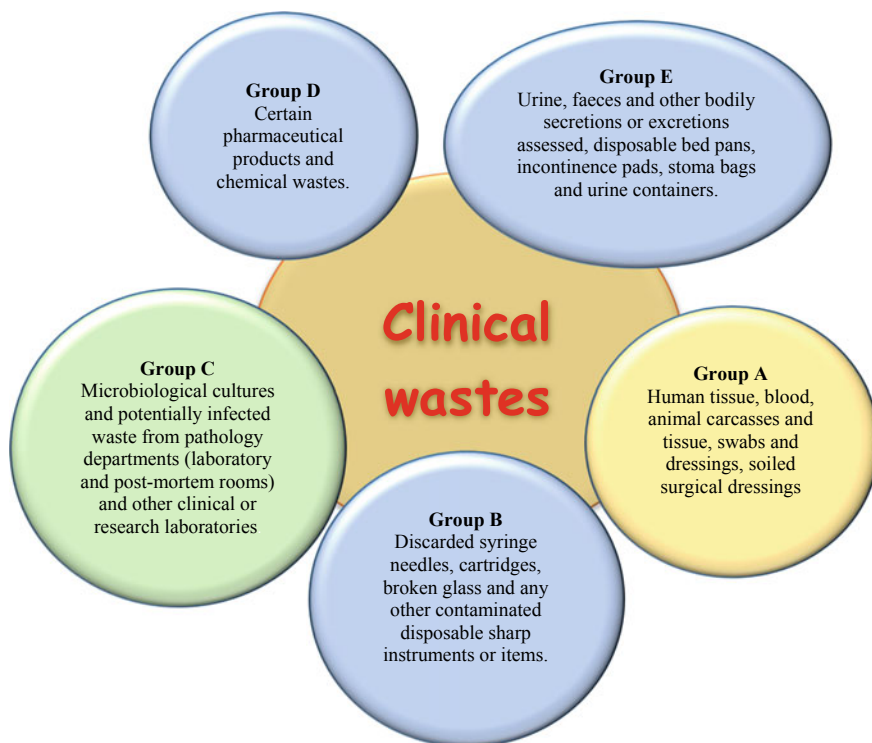 Group D
Certain
pharmaceutical
products and
chemical wastes.
Group E
Urine, faeces and other bodily
secretions or excretions
assessed, disposable bed pans,
incontinence pads, stoma bags
and urine containers.
Clinical
wastes
Group C
Microbiological cultures
and potentially infected
waste from pathology
departments (laboratory
and post-mortem rooms)
and other clinical or
research laboratories
Group A
Human tissue, blood,
animal carcasses and
tissue, swabs and
dressings, soiled
surgical dressings
Group B
Discarded syringe
needles, cartridges,
broken glass and any
other contaminated
disposable sharp
instruments or items.